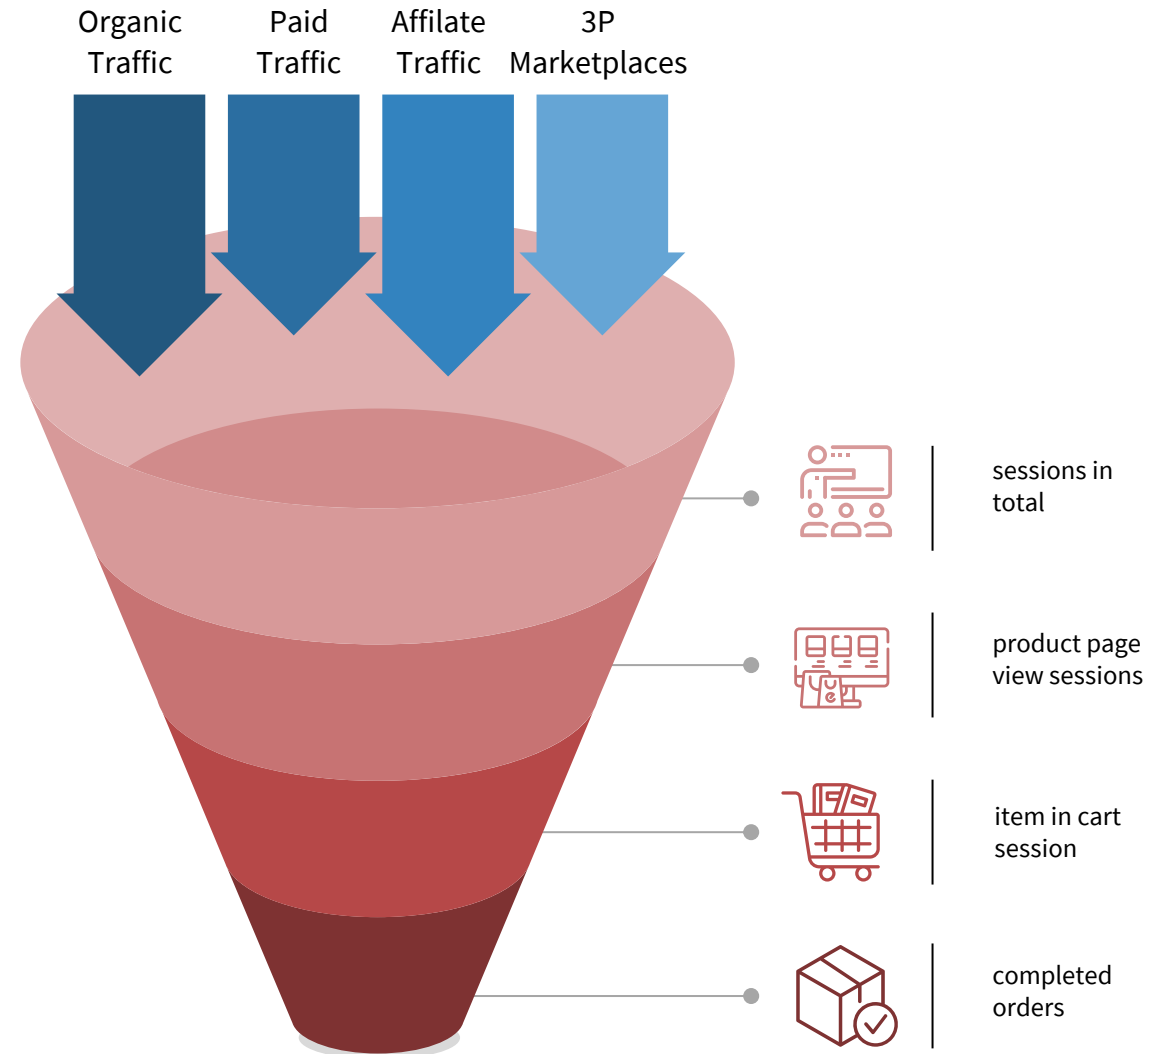 Organic
Traffic
Paid
Traffic
Affilate
Traffic
3P
Marketplaces
sessions in
total
product page
view sessions
item in cart
session
completed
orders